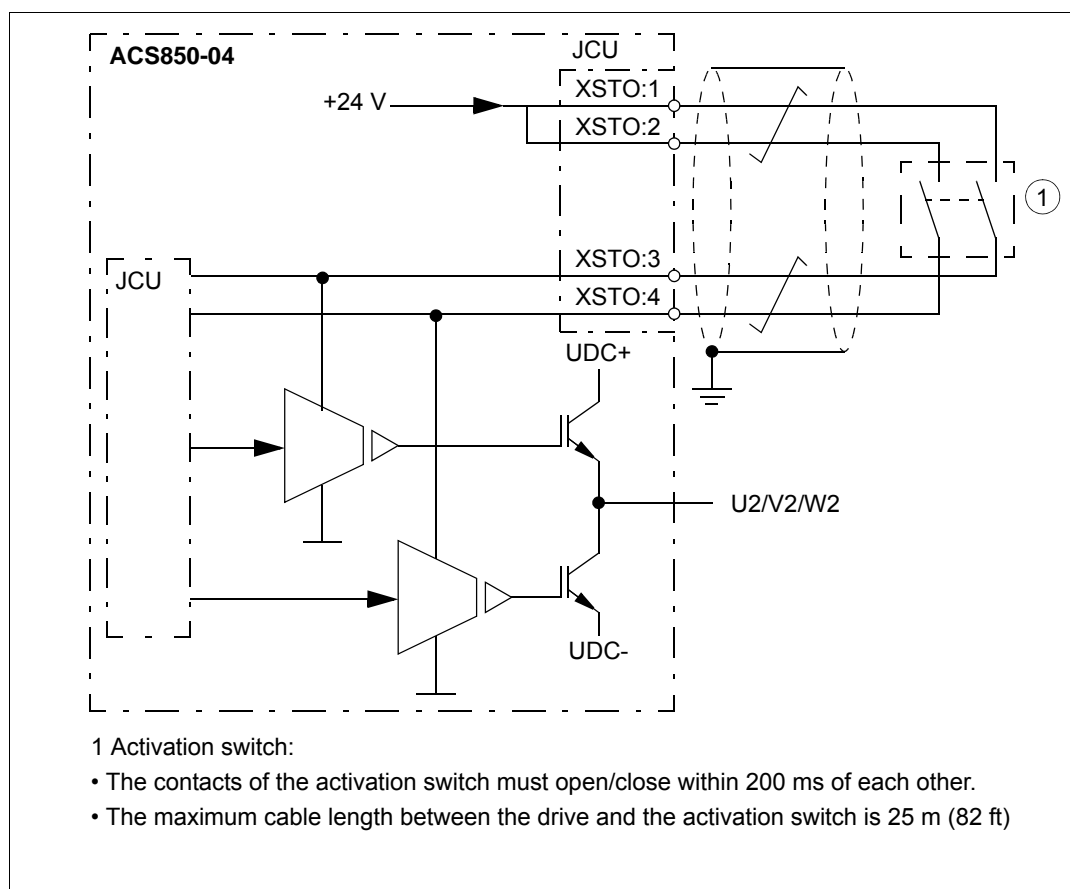 ACS850-04
JCU
XSTO:1
+24 V
XSTO:2
1
XSTO:3
JCU
XSTO:4
UDC+
U2/V2/W2
UDC-
1 Activation switch:
• The contacts of the activation switch must open/close within 200 ms of each other.
• The maximum cable length between the drive and the activation switch is 25 m (82 ft)